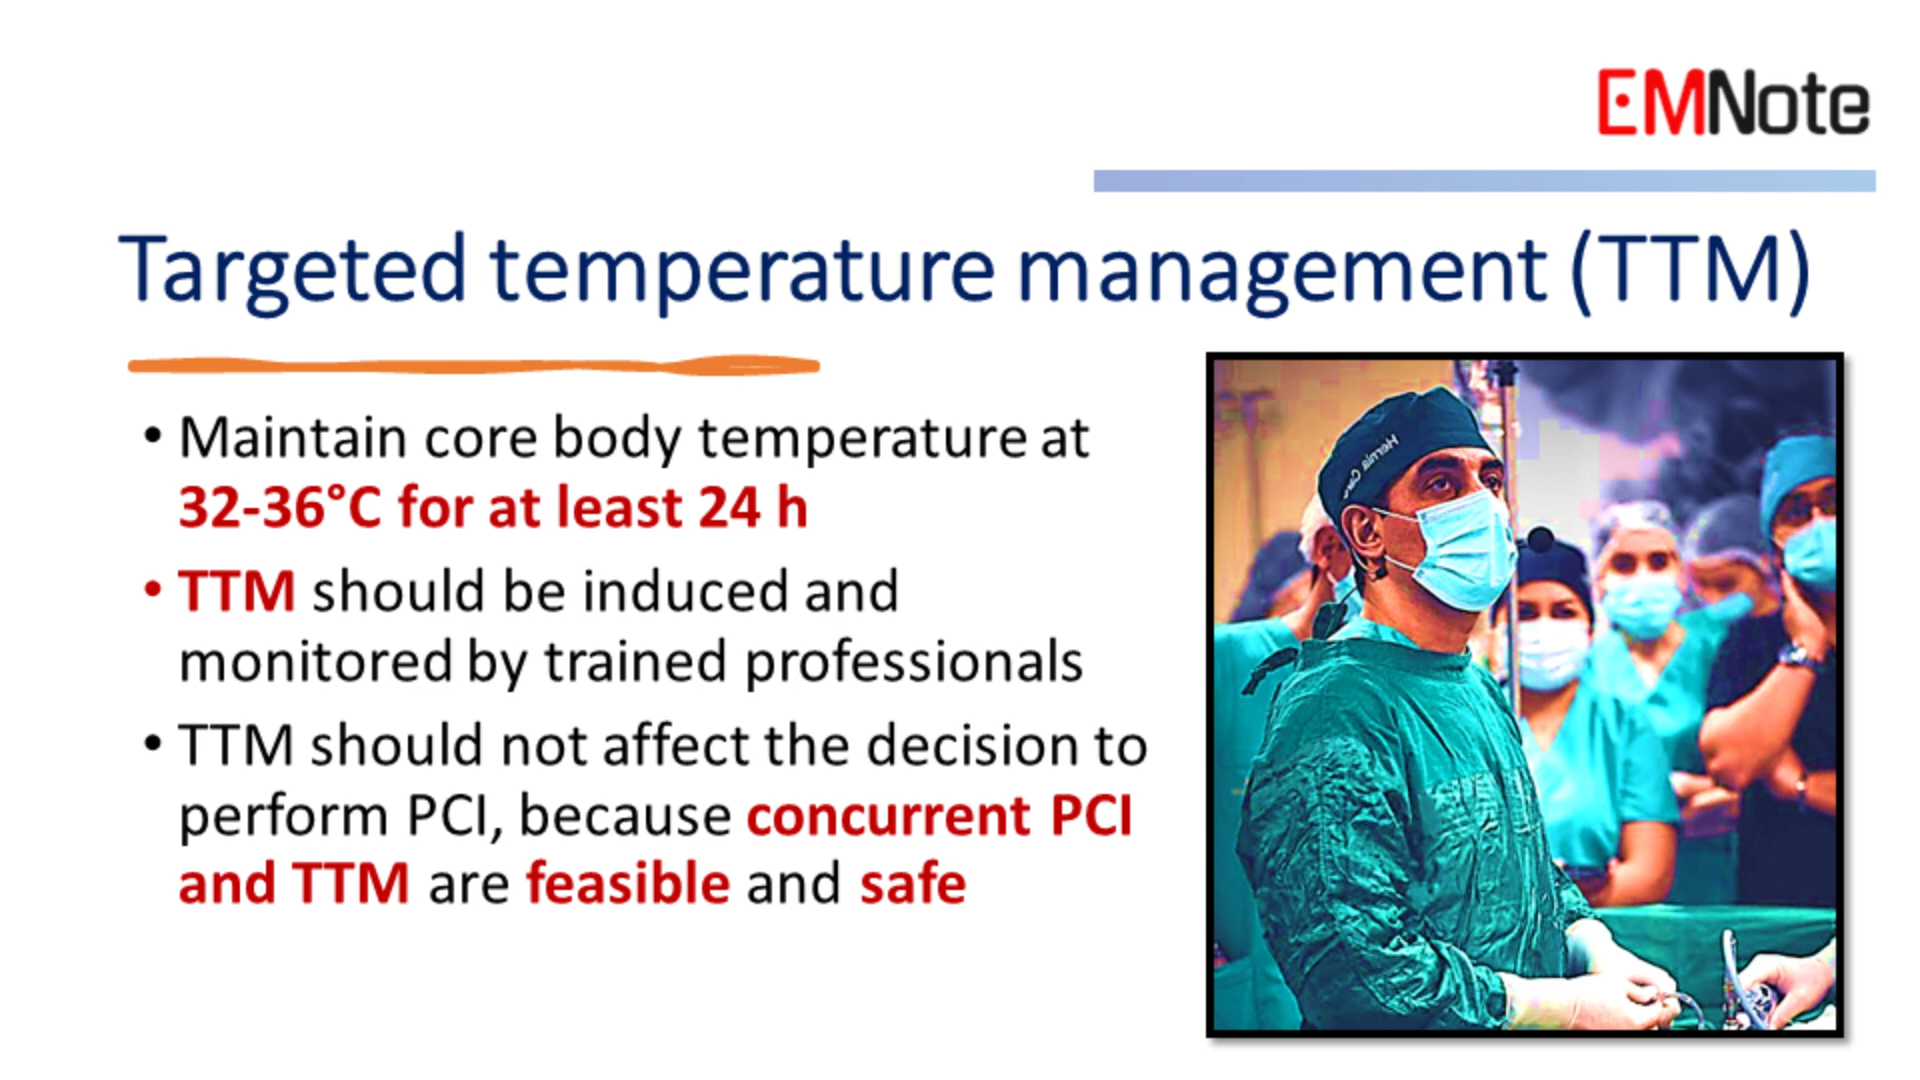 EMNote
Targeted temperature management (TTM)
• Maintain core body temperature at
32-36°C for at least 24 h
• TTM should be induced and
monitored by trained professionals
• TTM should not affect the decision to
perform PCI, because concurrent PCI
and TTM are feasible and safe
Hernia